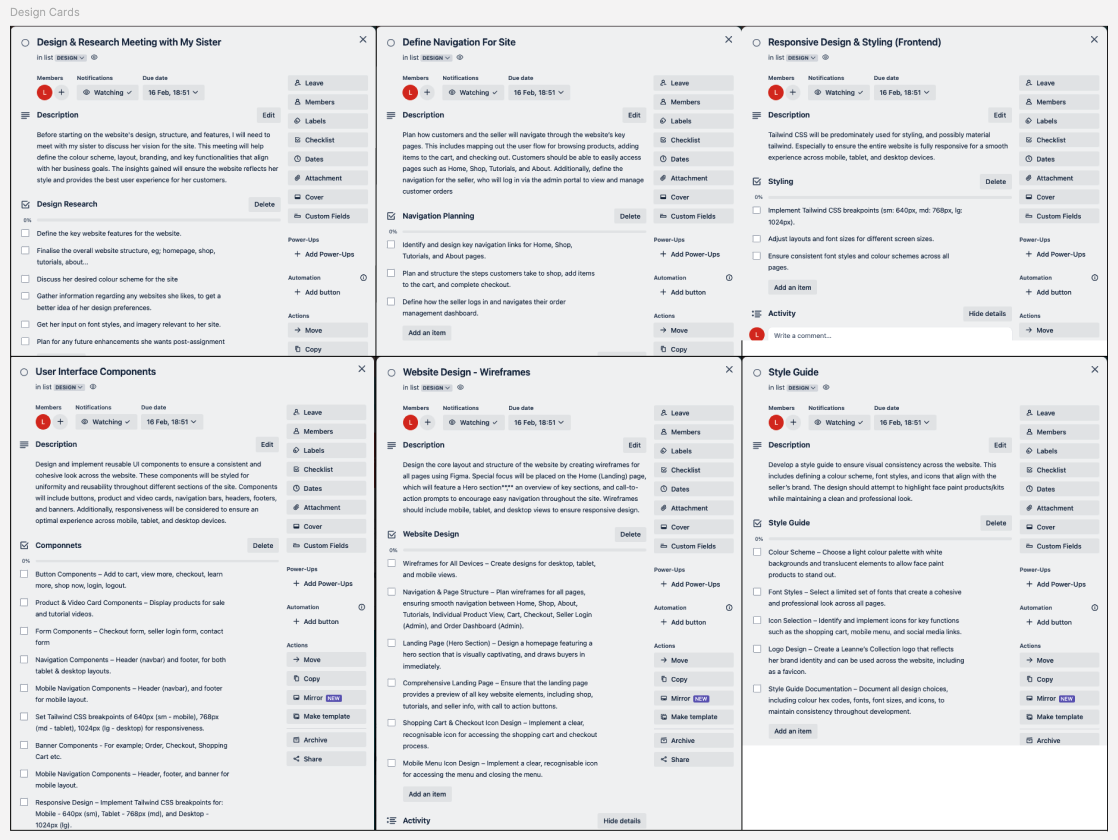 Design Cards
Design & Research Meeting with My Sister
in list DESIGN
Members Notifications Due date
L + Watching 16 Feb, 18:51
Description Edit
Before starting on the website's design, structure, and features, I will need to
meet with my sister to discuss her vision for the site. This meeting will help
define the colour scheme, layout, branding, and key functionalities that align
with her business goals. The insights gained will ensure the website reflects her
style and provides the best user experience for her customers.
Design Research Delete
0%
Define the key website features for the website.
Finalise the overall website structure, eg; homepage, shop,
tutorials, about...
Discuss her desired colour scheme for the site
Gather information regarding any websites she likes, to get a
better idea of her design preferences.
Get her input on font styles, and imagery relevant to her site.
Plan for any future enhancements she wants post-assignment
Leave
Members
Labels
Checklist
Dates
Attachment
Cover
Custom Fields
Power-Ups
+ Add Power-Ups
Automation
+ Add button
Actions
Move
Copy
Define Navigation For Site
in list DESIGN
Members Notifications Due date
L + Watching 16 Feb, 18:51
Description Edit
Plan how customers and the seller will navigate through the website's key
pages. This includes mapping out the user flow for browsing products, adding
items to the cart, and checking out. Customers should be able to easily access
pages such as Home, Shop, Tutorials, and About. Additionally, define the
navigation for the seller, who will log in via the admin portal to view and manage
customer orders
Navigation Planning Delete
0%
Identify and design key navigation links for Home, Shop,
Tutorials, and About pages.
Plan and structure the steps customers take to shop, add items
to the cart, and complete checkout.
Define how the seller logs in and navigates their order
management dashboard.
Add an item
Leave
Members
Labels
Checklist
Dates
Attachment
Cover
Custom Fields
Power-Ups
+ Add Power-Ups
Automation
+ Add button
Actions
Move
Copy
Responsive Design & Styling (Frontend)
in list DESIGN
Members Notifications Due date
L + Watching 16 Feb, 18:51
Description Edit
Tailwind CSS will be predominately used for styling, and possibly material
tailwind. Especially to ensure the entire website is fully responsive for a smooth
experience across mobile, tablet, and desktop devices.
Styling Delete
0%
Implement Tailwind CSS breakpoints (sm: 640px, md: 768px, lg:
1024px).
Adjust layouts and font sizes for different screen sizes.
Ensure consistent font styles and colour schemes across all
pages.
Add an item
Activity Hide details
L Write a comment...
Leave
Members
Labels
Checklist
Dates
Attachment
Cover
Custom Fields
Power-Ups
+ Add Power-Ups
Automation
+ Add button
Actions
Move
User Interface Components
in list DESIGN
Members Notifications Due date
L + Watching 16 Feb, 18:51
Description Edit
Design and implement reusable UI components to ensure a consistent and
cohesive look across the website. These components will be styled for
uniformity and reusability throughout different sections of the site. Components
will include buttons, product and video cards, navigation bars, headers, footers,
and banners. Additionally, responsiveness will be considered to ensure an
optimal experience across mobile, tablet, and desktop devices.
Componnets Delete
0%
Button Components – Add to cart, view more, checkout, learn
more, shop now, login, logout.
Product & Video Card Components – Display products for sale
and tutorial videos.
Form Components – Checkout form, seller login form, contact
form
Navigation Components – Header (navbar) and footer, for both
tablet & desktop layouts.
Mobile Navigation Components – Header (navbar), and footer
for mobile layout.
Set Tailwind CSS breakpoints of 640px (sm - mobile), 768px
(md - tablet), 1024px (lg - desktop) for responsiveness.
Banner Components - For example; Order, Checkout, Shopping
Cart etc.
Mobile Navigation Components – Header, footer, and banner for
mobile layout.
Responsive Design – Implement Tailwind CSS breakpoints for:
Mobile - 640px (sm), Tablet - 768px (md), and Desktop -
1024px (lg).
Leave
Members
Labels
Checklist
Dates
Attachment
Cover
Custom Fields
Power-Ups
+ Add Power-Ups
Automation
+ Add button
Actions
Move
Copy
Mirror NEW
Make template
Archive
Share
Website Design - Wireframes
in list DESIGN
Members Notifications Due date
L + Watching 16 Feb, 18:51
Description Edit
Design the core layout and structure of the website by creating wireframes for
all pages using Figma. Special focus will be placed on the Home (Landing) page,
which will feature a Hero section**,** an overview of key sections, and call-to-
action prompts to encourage easy navigation throughout the site. Wireframes
should include mobile, tablet, and desktop views to ensure responsive design.
Website Design Delete
0%
Wireframes for All Devices – Create designs for desktop, tablet,
and mobile views.
Navigation & Page Structure – Plan wireframes for all pages,
ensuring smooth navigation between Home, Shop, About,
Tutorials, Individual Product View, Cart, Checkout, Seller Login
(Admin), and Order Dashboard (Admin).
Landing Page (Hero Section) – Design a homepage featuring a
hero section that is visually captivating, and draws buyers in
immediately.
Comprehensive Landing Page – Ensure that the landing page
provides a preview of all key website elements, including shop,
tutorials, and seller info, with call to action buttons.
Shopping Cart & Checkout Icon Design – Implement a clear,
recognisable icon for accessing the shopping cart and checkout
process.
Mobile Menu Icon Design – Implement a clear, recognisable icon
for accessing the menu and closing the menu.
Add an item
Activity Hide details
Leave
Members
Labels
Checklist
Dates
Attachment
Cover
Custom Fields
Power-Ups
+ Add Power-Ups
Automation
+ Add button
Actions
Move
Copy
Mirror NEW
Make template
Archive
Share
Style Guide
in list DESIGN
Members Notifications Due date
L + Watching 16 Feb, 18:51
Description Edit
Develop a style guide to ensure visual consistency across the website. This
includes defining a colour scheme, font styles, and icons that align with the
seller's brand. The design should attempt to highlight face paint products/kits
while maintaining a clean and professional look.
Style Guide Delete
0%
Colour Scheme – Choose a light colour palette with white
backgrounds and translucent elements to allow face paint
products to stand out.
Font Styles – Select a limited set of fonts that create a cohesive
and professional look across all pages.
Icon Selection – Identify and implement icons for key functions
such as the shopping cart, mobile menu, and social media links.
Logo Design – Create a Leanne's Collection logo that reflects
her brand identity and can be used across the website, including
as a favicon.
Style Guide Documentation – Document all design choices,
including colour hex codes, fonts, font sizes, and icons, to
maintain consistency throughout development.
Add an item
Leave
Members
Labels
Checklist
Dates
Attachment
Cover
Custom Fields
Power-Ups
+ Add Power-Ups
Automation
+ Add button
Actions
Move
Copy
Mirror NEW
Make template
Archive